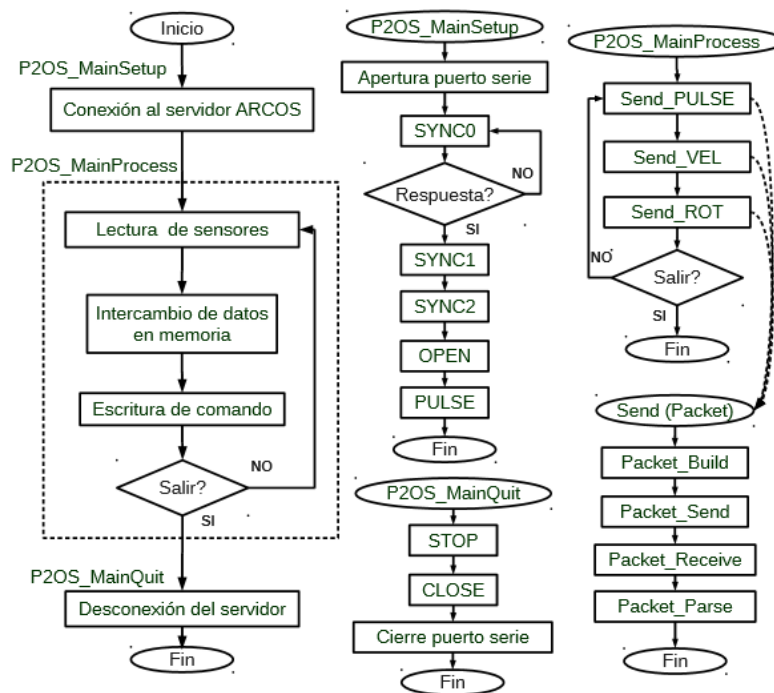 Inicio
P2OS_MainSetup
Conexión al servidor ARCOS
P2OS_MainProcess
Lectura de sensores
Intercambio de datos
en memoria
Escritura de comando
Salir?
NO
SI
P2OS_MainQuit
Desconexión del servidor
Fin
P2OS_MainSetup
Apertura puerto serie
SYNC0
Respuesta?
NO
SI
SYNC1
SYNC2
OPEN
PULSE
Fin
P2OS_MainQuit
STOP
CLOSE
Cierre puerto serie
Fin
P2OS_MainProcess
Send_PULSE
Send_VEL
Send_ROT
Salir?
NO
SI
Fin
Send (Packet)
Packet_Build
Packet_Send
Packet_Receive
Packet_Parse
Fin